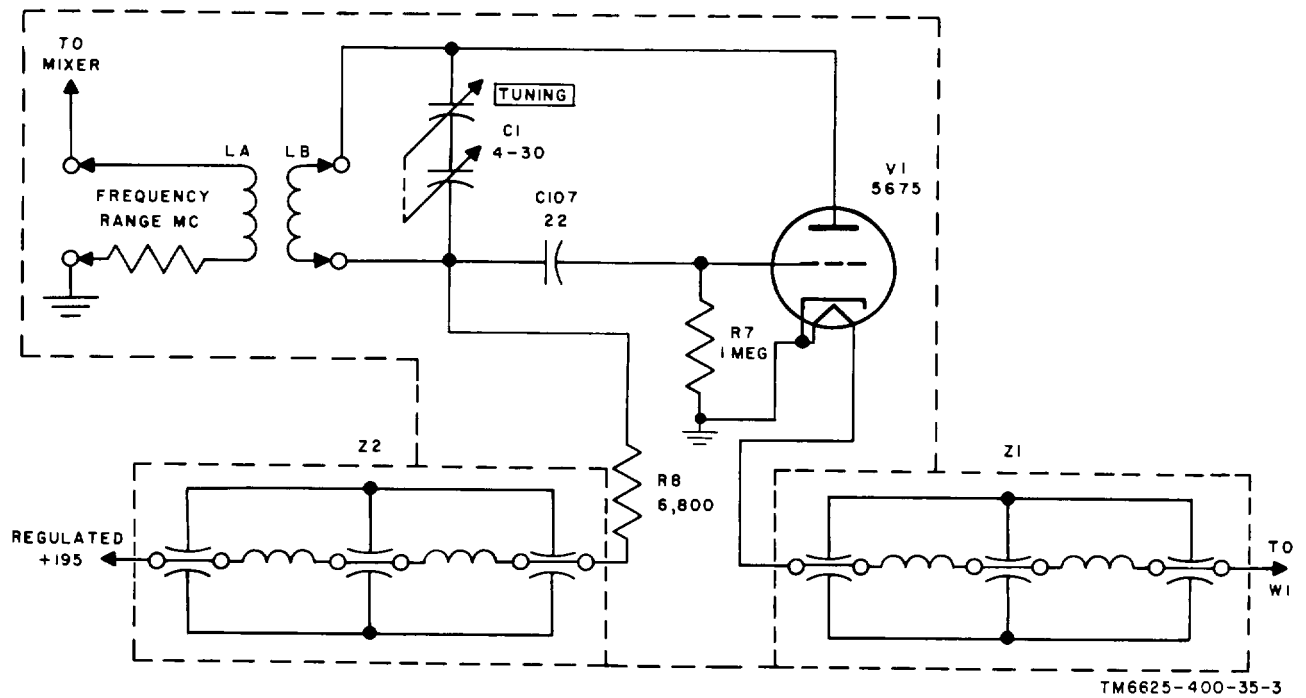 TO
MIXER
TUNING
LA
LB
C1
4-30
V1
5675
FREQUENCY
RANGE MC
C107
22
R7
1 MEG
Z2
Z1
R8
6,800
REGULATED
+195
TO
W1
TM6625-400-35-3